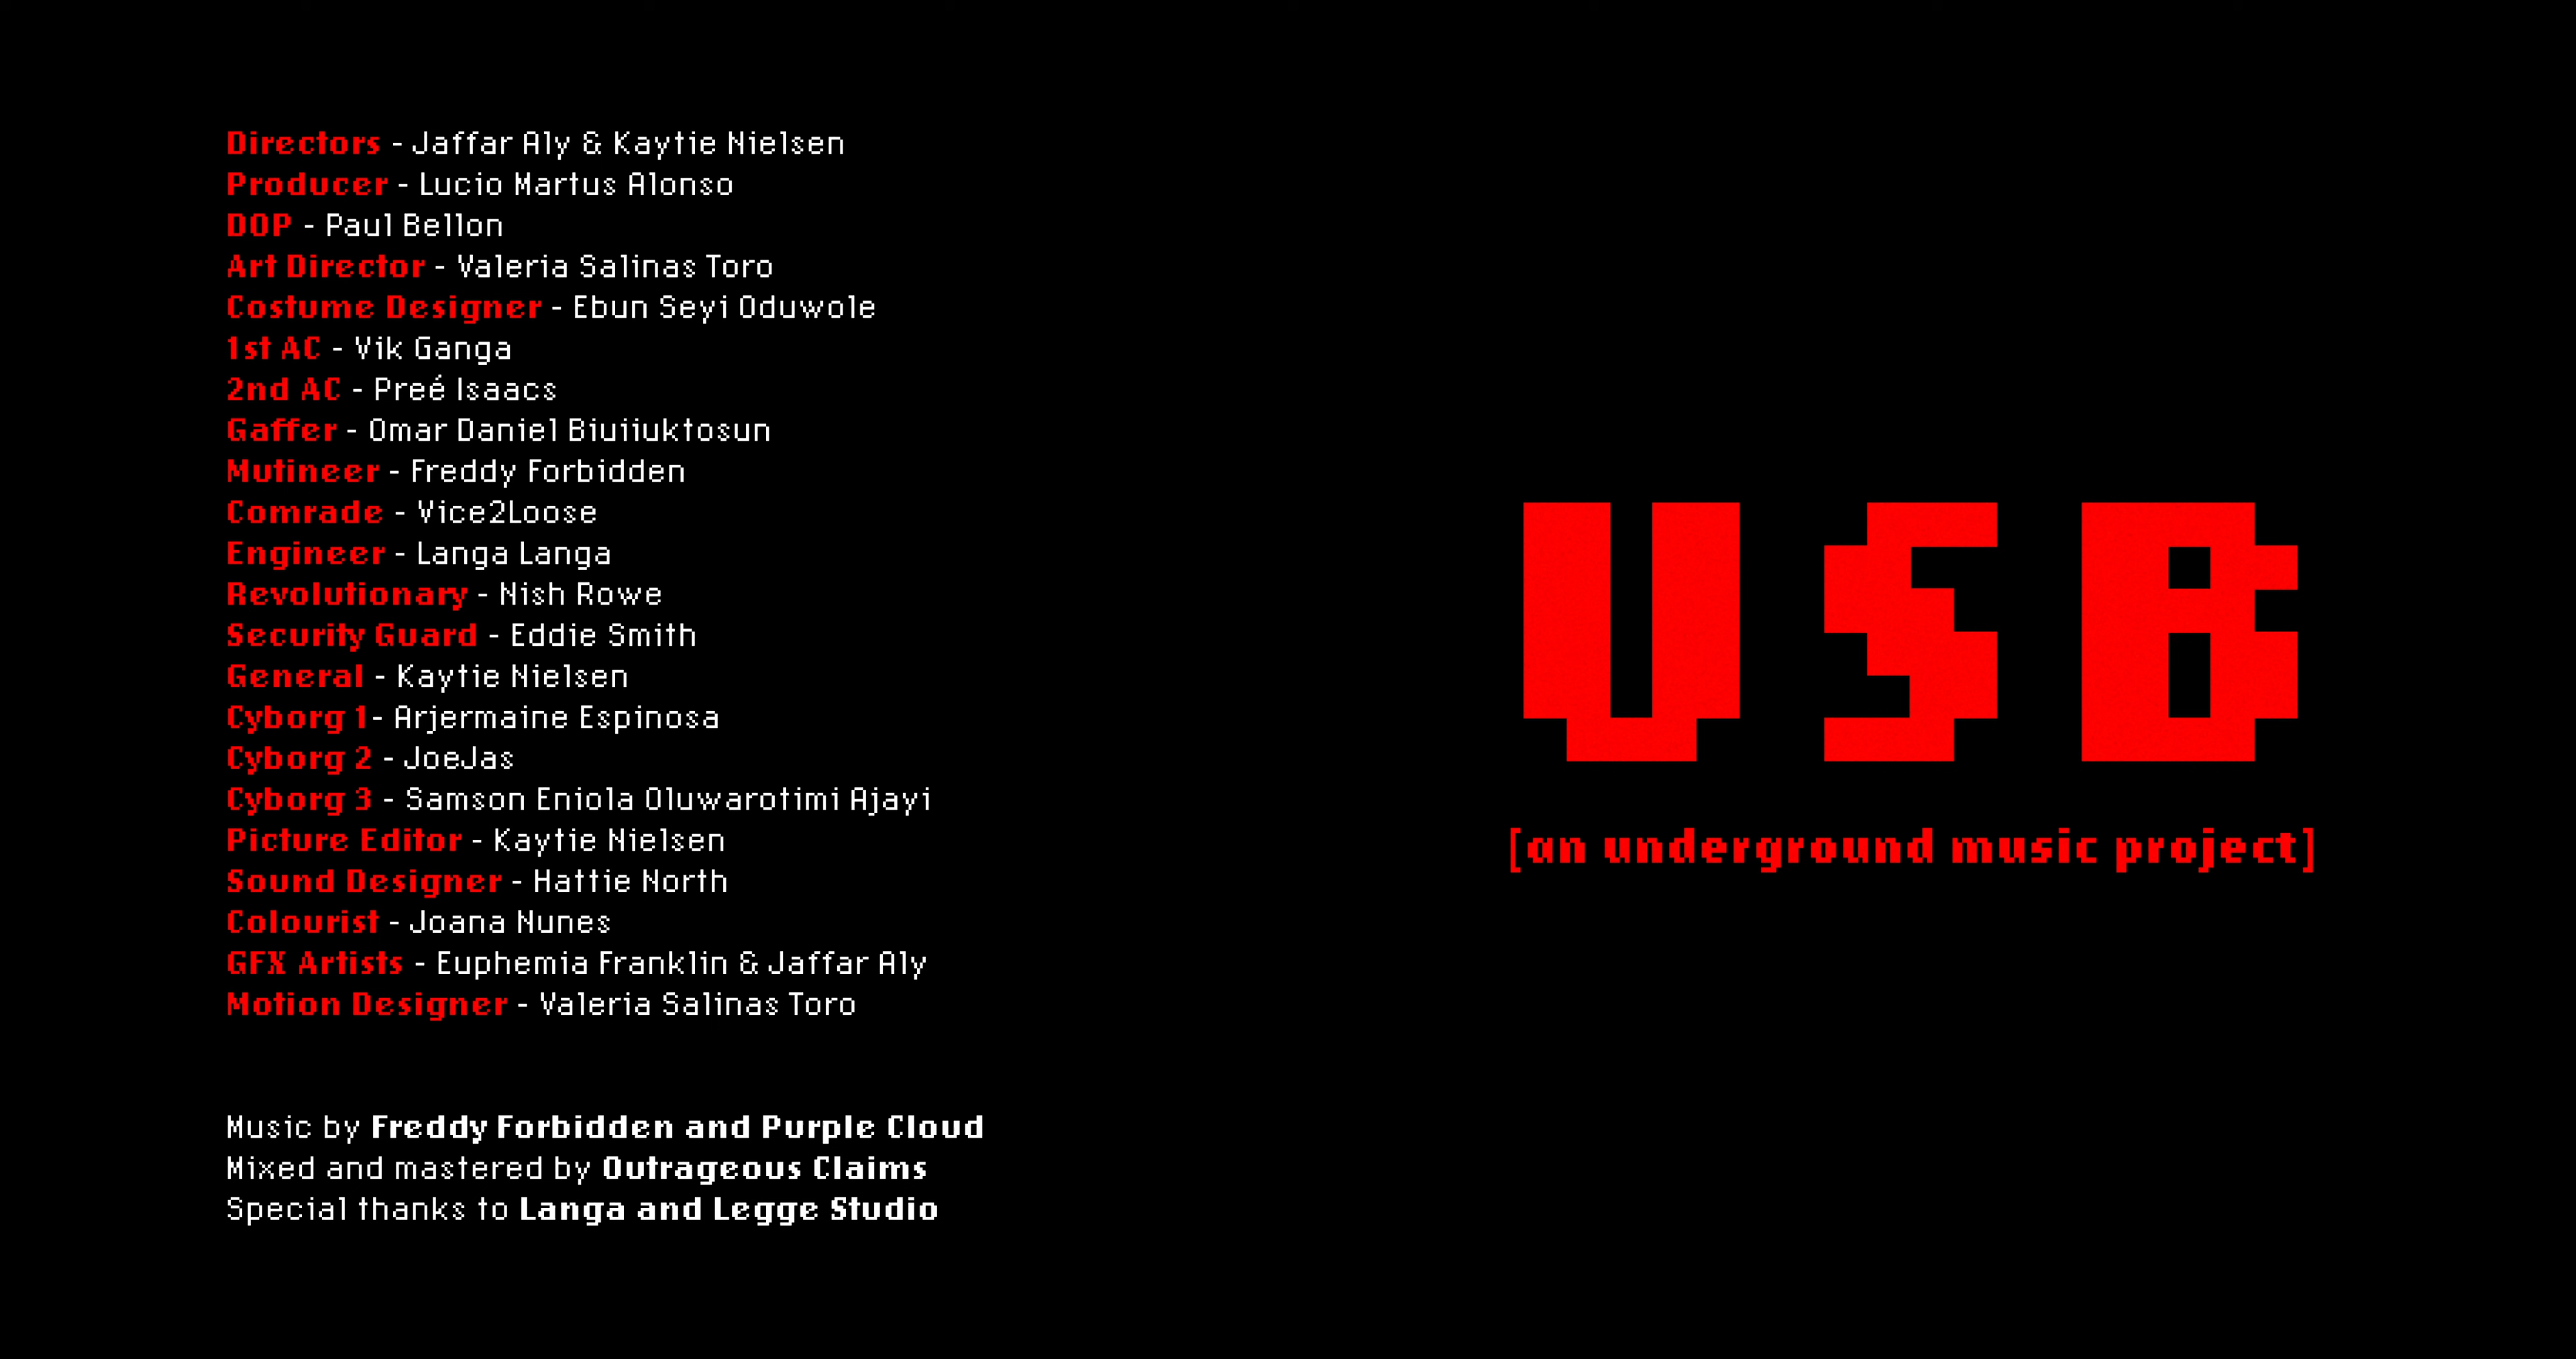 Directors - Jaffar Aly & Kaytie Nielsen
Producer - Lucio Martus Alonso
DOP - Paul Bellon
Art Director - Valeria Salinas Toro
Costume Designer - Ebun Seyi Oduwole
1st AC - Vik Ganga
2nd AC - Preé Isaacs
Gaffer - Omar Daniel Biuiiuktosun
Mutineer - Freddy Forbidden
Comrade - Vice2Loose
Engineer - Langa Langa
Revolutionary - Nish Rowe
Security Guard - Eddie Smith
General - Kaytie Nielsen
Cyborg 1- Arjermaine Espinosa
Cyborg 2 - JoeJas
Cyborg 3 - Samson Eniola Oluwarotimi Ajayi
Picture Editor - Kaytie Nielsen
Sound Designer - Hattie North
Colourist - Joana Nunes
GFX Artists - Euphemia Franklin & Jaffar Aly
Motion Designer - Valeria Salinas Toro
Music by Freddy Forbidden and Purple Cloud
Mixed and mastered by Outrageous Claims
Special thanks to Langa and Legge Studio
USB
[an underground music project]